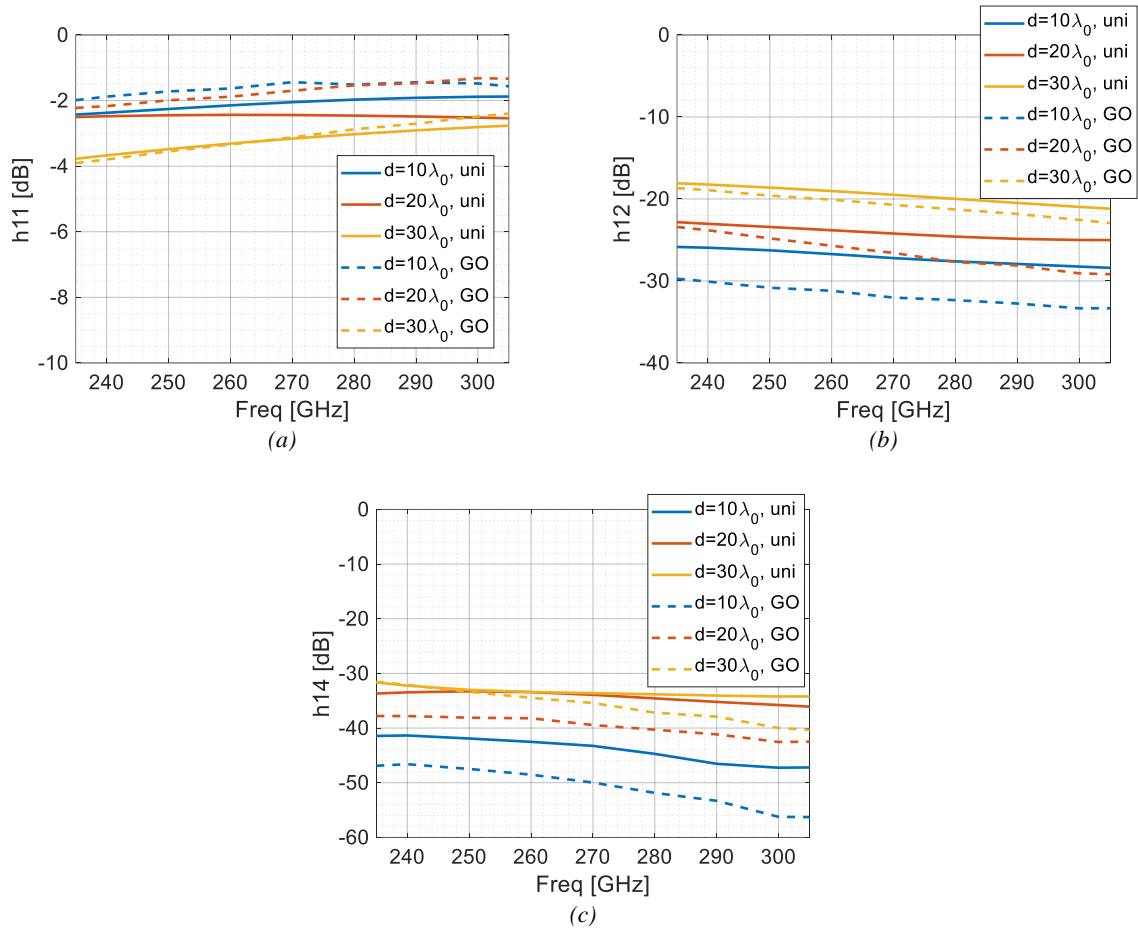 0
-2
-4
-6
-8
-10
h11 [dB]
240 250 260 270 280 290 300
Freq [GHz]
d=10λ0, uni
d=20λ0, uni
d=30λ0, uni
d=10λ0, GO
d=20λ0, GO
d=30λ0, GO
(a)
0
-10
-20
-30
-40
h12 [dB]
240 250 260 270 280 290 300
Freq [GHz]
d=10λ0, uni
d=20λ0, uni
d=30λ0, uni
d=10λ0, GO
d=20λ0, GO
d=30λ0, GO
(b)
0
-10
-20
-30
-40
-50
-60
h14 [dB]
240 250 260 270 280 290 300
Freq [GHz]
d=10λ0, uni
d=20λ0, uni
d=30λ0, uni
d=10λ0, GO
d=20λ0, GO
d=30λ0, GO
(c)